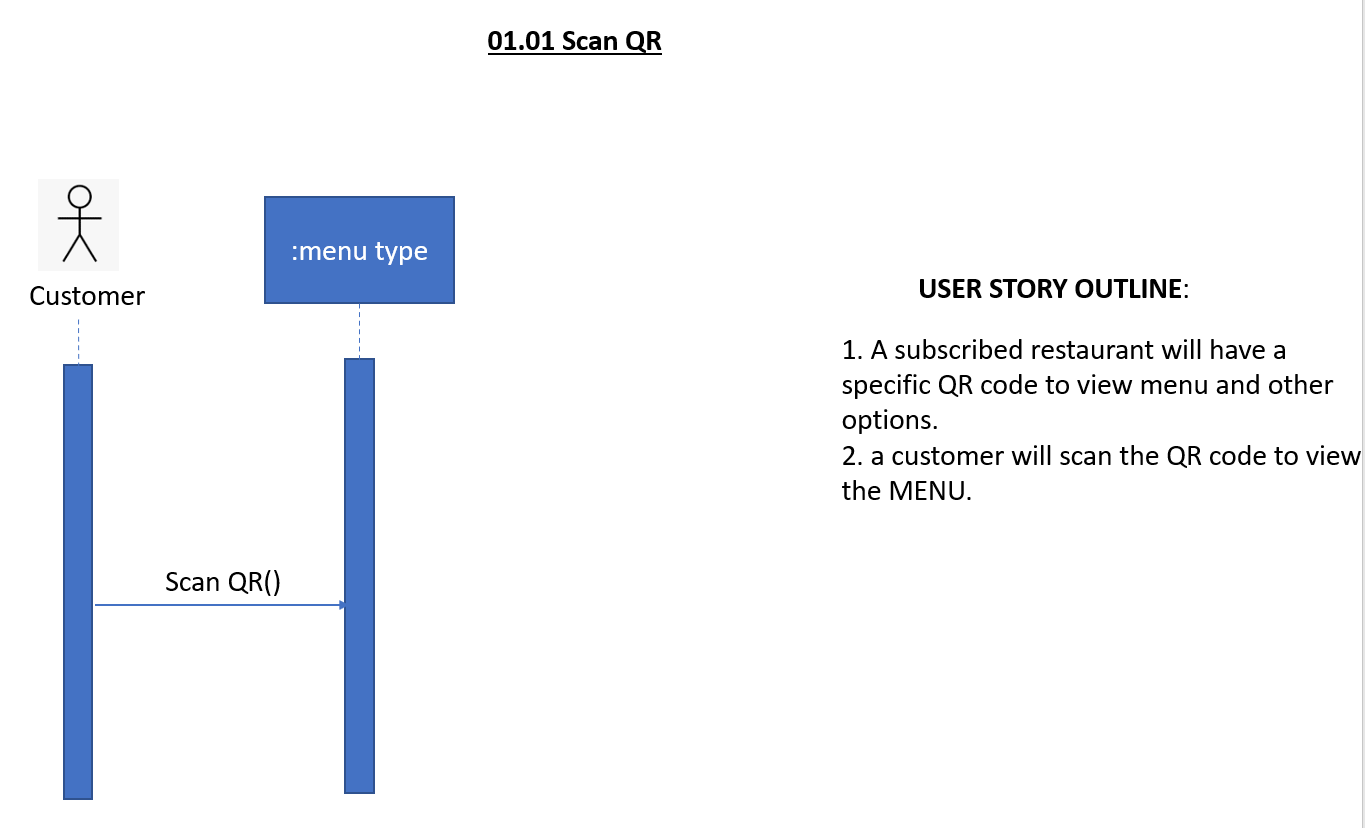 01.01 Scan QR
:menu type
Customer
Scan QR()
USER STORY OUTLINE:
1. A subscribed restaurant will have a
specific QR code to view menu and other
options.
2. a customer will scan the QR code to view
the MENU.